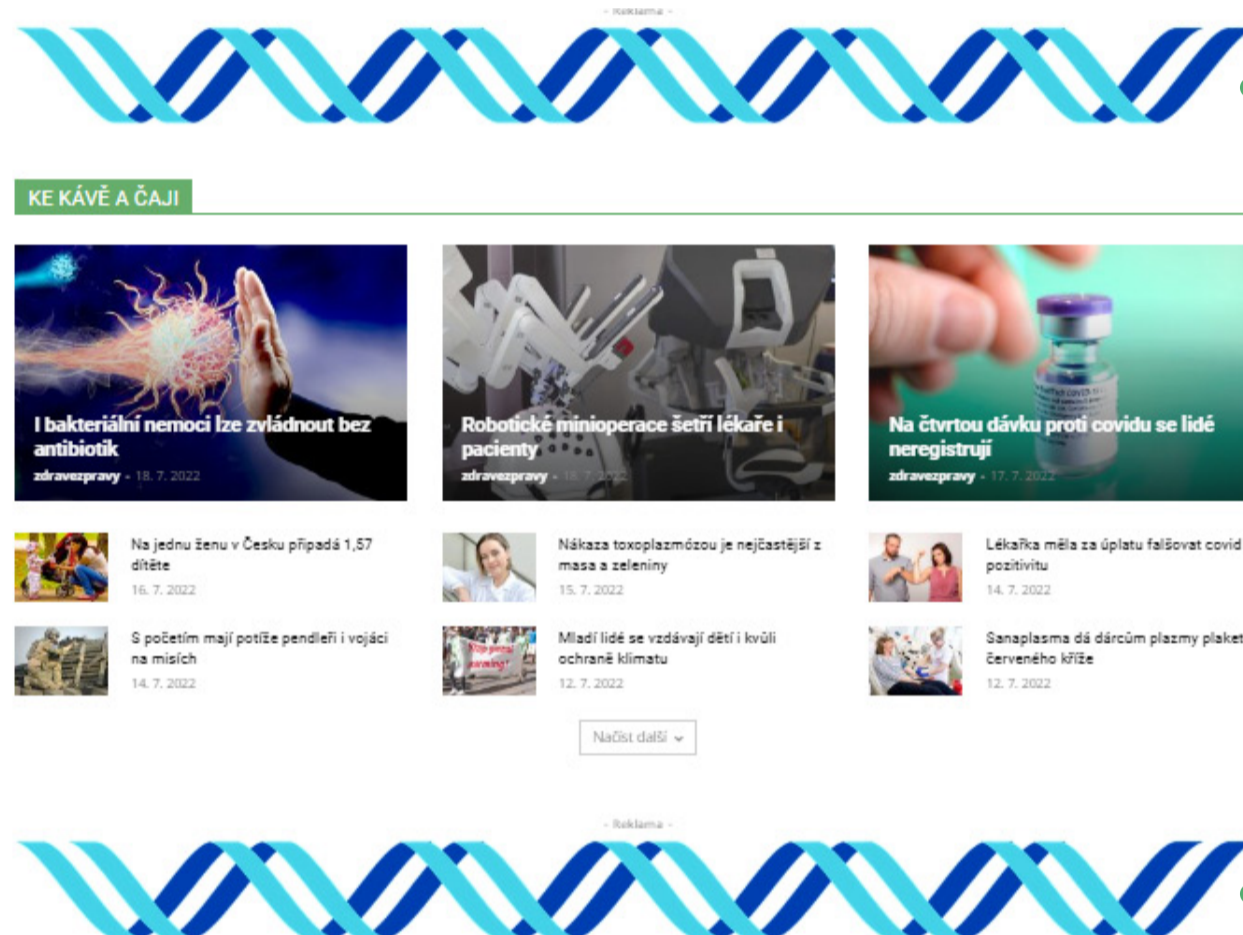 - Reklama -
KE KÁVĚ A ČAJI
I bakteriální nemoci lze zvládnout bez
antibiotik
zdravezpravy - 18. 7. 2022
Robotické minioperace šetří lékaře i
pacienty
zdravezpravy - 18. 7. 2022
Na čtvrtou dávku proti covidu se lidé
neregistrují
zdravezpravy - 17. 7. 2022
Na jednu ženu v Česku připadá 1,57
dítěte
16. 7. 2022
Nákaza toxoplazmózou je nejčastější z
masa a zeleniny
15. 7. 2022
Lékařka měla za úplatu falšovat covid
pozitivitu
14. 7. 2022
S početím mají potíže pendleři i vojáci
na misích
14. 7. 2022
Mladí lidé se vzdávají dětí i kvůli
ochraně klimatu
12. 7. 2022
Sanaplasma dá dárcům plazmy plaket
červeného kříže
12. 7. 2022
Načíst další
- Reklama -